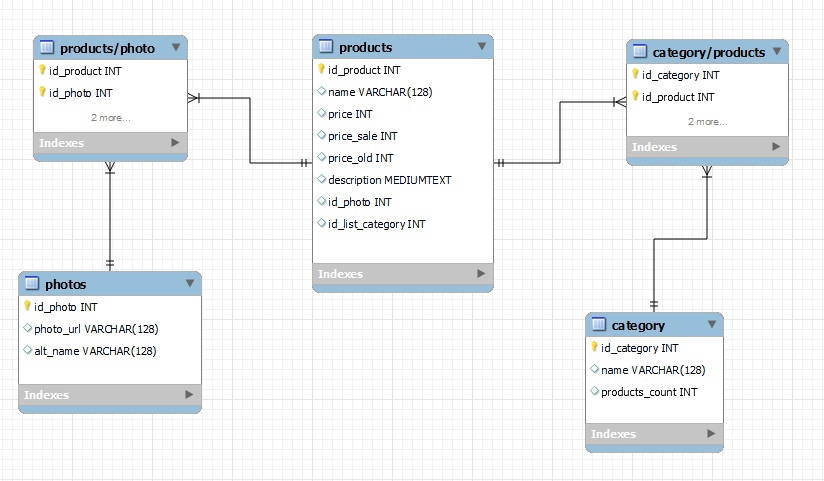 products/photo
id_product INT
id_photo INT
2 more...
Indexes
products
id_product INT
name VARCHAR(128)
price INT
price_sale INT
price_old INT
description MEDIUMTEXT
id_photo INT
id_list_category INT
Indexes
category/products
id_category INT
id_product INT
2 more...
Indexes
photos
id_photo INT
photo_url VARCHAR(128)
alt_name VARCHAR(128)
Indexes
category
id_category INT
name VARCHAR(128)
products_count INT
Indexes